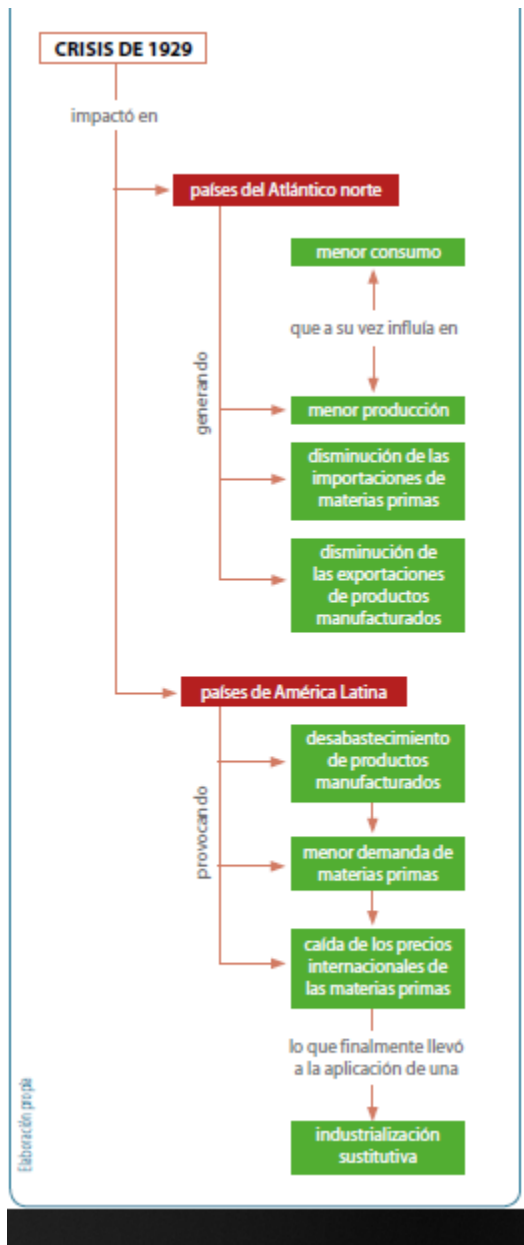 CRISIS DE 1929
impactó en
países del Atlántico norte
generando
menor consumo
que a su vez influía en
menor producción
disminución de las
importaciones de
materias primas
disminución de
las exportaciones
de productos
manufacturados
países de América Latina
provocando
desabastecimiento
de productos
manufacturados
menor demanda de
materias primas
caída de los precios
internacionales de
las materias primas
lo que finalmente llevó
a la aplicación de una
industrialización
sustitutiva
Elaboración propia